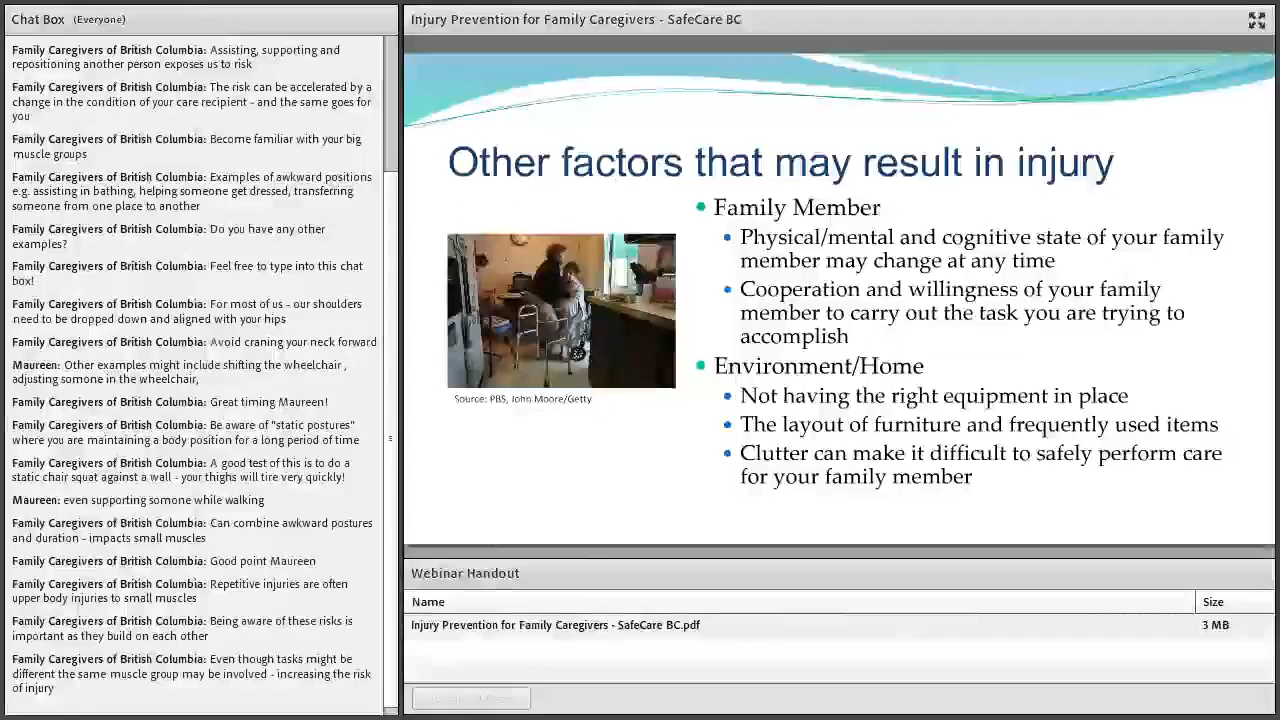 Chat Box (Everyone)
Family Caregivers of British Columbia: Assisting, supporting and
repositioning another person exposes us to risk
Family Caregivers of British Columbia: The risk can be accelerated by a
change in the condition of your care recipient - and the same goes for
you
Family Caregivers of British Columbia: Become familiar with your big
muscle groups
Family Caregivers of British Columbia: Examples of awkward positions
e.g. assisting in bathing, helping someone get dressed, transferring
someone from one place to another
Family Caregivers of British Columbia: Do you have any other
examples?
Family Caregivers of British Columbia: Feel free to type into this chat
box!
Family Caregivers of British Columbia: For most of us - our shoulders
need to be dropped down and aligned with your hips
Family Caregivers of British Columbia: Avoid craning your neck forward
Maureen: Other examples might include shifting the wheelchair ,
adjusting somone in the wheelchair,
Family Caregivers of British Columbia: Great timing Maureen!
Family Caregivers of British Columbia: Be aware of "static postures"
where you are maintaining a body position for a long period of time
Family Caregivers of British Columbia: A good test of this is to do a
static chair squat against a wall - your thighs will tire very quickly!
Maureen: even supporting somone while walking
Family Caregivers of British Columbia: Can combine awkward postures
and duration - impacts small muscles
Family Caregivers of British Columbia: Good point Maureen
Family Caregivers of British Columbia: Repetitive injuries are often
upper body injuries to small muscles
Family Caregivers of British Columbia: Being aware of these risks is
important as they build on each other
Family Caregivers of British Columbia: Even though tasks might be
different the same muscle group may be involved - increasing the risk
of injury
Injury Prevention for Family Caregivers - SafeCare BC
Other factors that may result in injury
Source: PBS, John Moore/Getty
• Family Member
• Physical/mental and cognitive state of your family
member may change at any time
• Cooperation and willingness of your family
member to carry out the task you are trying to
accomplish
• Environment/Home
• Not having the right equipment in place
• The layout of furniture and frequently used items
• Clutter can make it difficult to safely perform care
for your family member
Webinar Handout
Name Size
Injury Prevention for Family Caregivers - SafeCare BC.pdf 3 MB